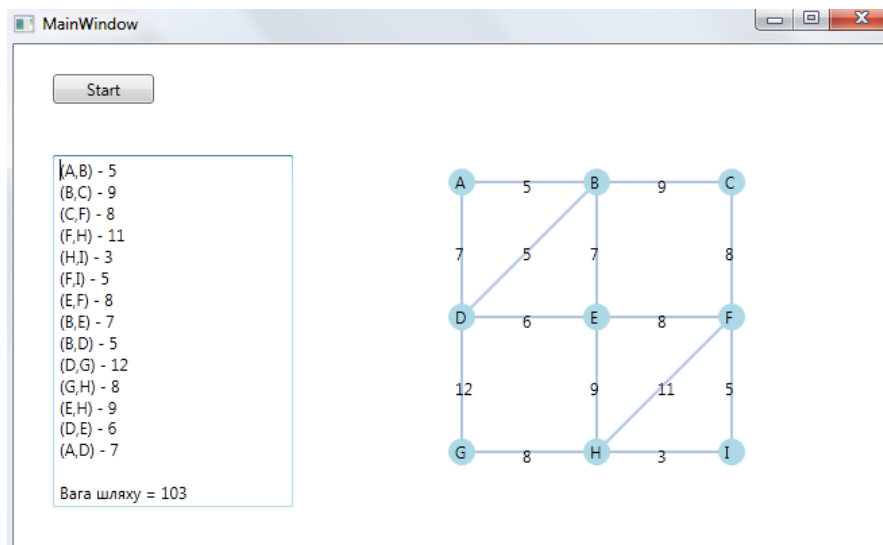 MainWindow
Start
(A,B) - 5
(B,C) - 9
(C,F) - 8
(F,H) - 11
(H,I) - 3
(F,I) - 5
(E,F) - 8
(B,E) - 7
(B,D) - 5
(D,G) - 12
(G,H) - 8
(E,H) - 9
(D,E) - 6
(A,D) - 7
Вага шляху = 103
A 5 B 9 C
7 5 7 8
D 6 E 8 F
12 9 11 5
G 8 H 3 I